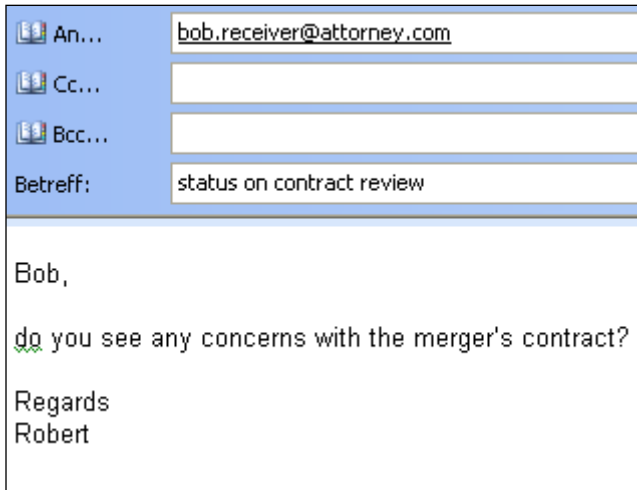 An... bob.receiver@attorney.com
Cc...
Bcc...
Betreff: status on contract review
Bob,
do you see any concerns with the merger's contract?
Regards
Robert